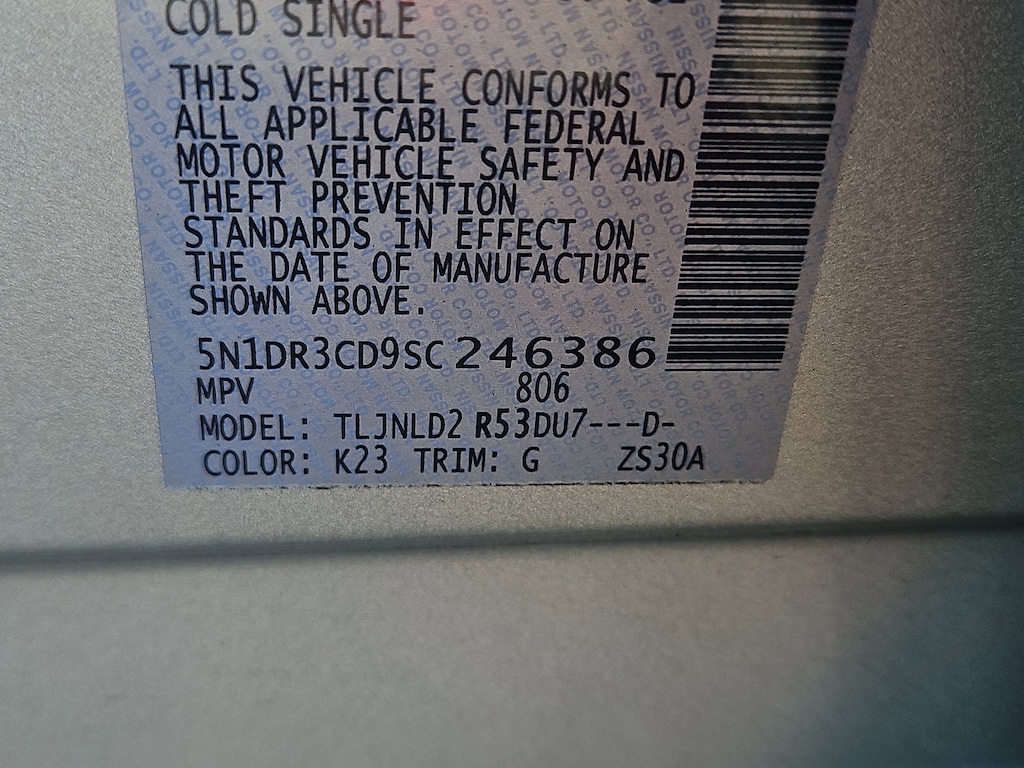 COLD SINGLE
THIS VEHICLE CONFORMS TO
ALL APPLICABLE FEDERAL
MOTOR VEHICLE SAFETY AND
THEFT PREVENTION
STANDARDS IN EFFECT ON
THE DATE OF MANUFACTURE
SHOWN ABOVE.
5N1DR3CD9SC246386
MPV 806
MODEL: TLJNLD2 R53DU7---D-
COLOR: K23 TRIM: G ZS30A